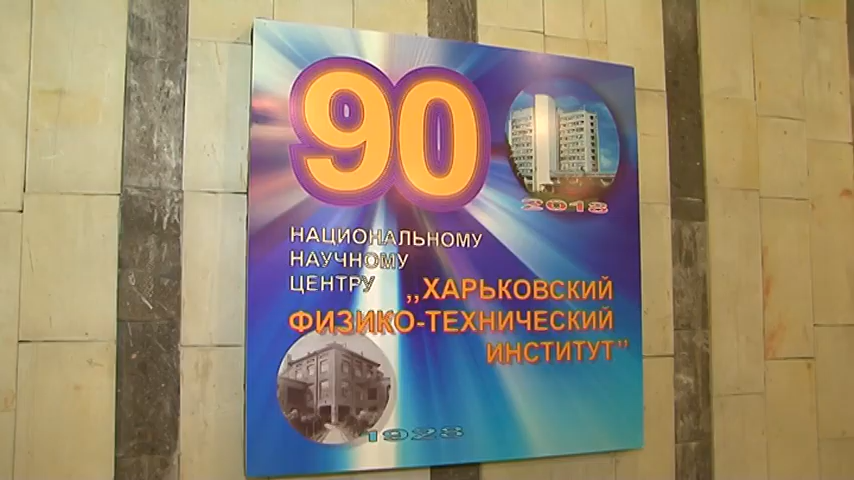 90
2018
НАЦИОНАЛЬНОМУ
НАУЧНОМУ
ЦЕНТРУ
„ХАРЬКОВСКИЙ
ФИЗИКО-ТЕХНИЧЕСКИЙ
ИНСТИТУТ”
1928